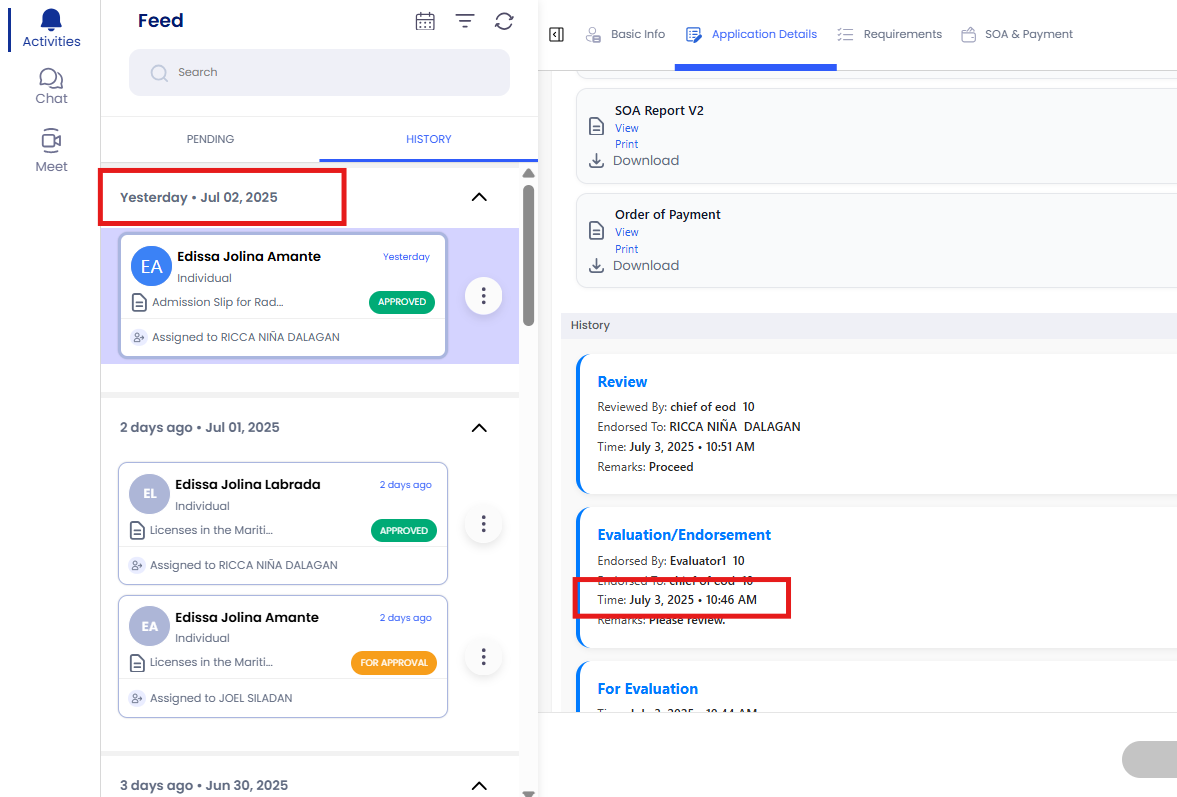 Activities
Chat
Meet
Feed
Search
PENDING
HISTORY
Yesterday • Jul 02, 2025
EA
Edissa Jolina Amante
Yesterday
Individual
Admission Slip for Rad...
APPROVED
Assigned to RICCA NIÑA DALAGAN
2 days ago • Jul 01, 2025
EL
Edissa Jolina Labrada
2 days ago
Individual
Licenses in the Mariti...
APPROVED
Assigned to RICCA NIÑA DALAGAN
EA
Edissa Jolina Amante
2 days ago
Individual
Licenses in the Mariti...
FOR APPROVAL
Assigned to JOEL SILADAN
3 days ago • Jun 30, 2025
Basic Info
Application Details
Requirements
SOA & Payment
SOA Report V2
View
Print
Download
Order of Payment
View
Print
Download
History
Review
Reviewed By: chief of eod 10
Endorsed To: RICCA NIÑA DALAGAN
Time: July 3, 2025 • 10:51 AM
Remarks: Proceed
Evaluation/Endorsement
Endorsed By: Evaluator1 10
Endorsed To: chief of eod 10
Time: July 3, 2025 • 10:46 AM
Remarks: Please review.
For Evaluation
Time: July 3, 2025 • 10:44 AM